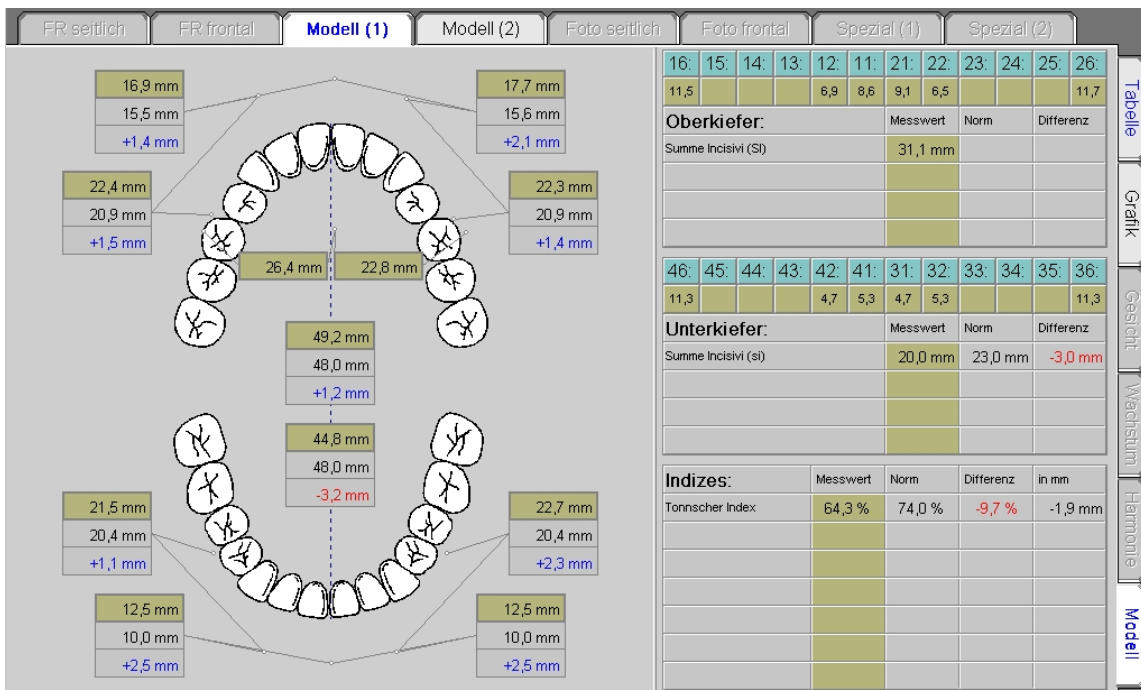 FR seitlich FR frontal Modell (1) Modell (2) Foto seitlich Foto frontal Spezial (1) Spezial (2)
16,9 mm
15,5 mm
+1,4 mm
17,7 mm
15,6 mm
+2,1 mm
22,4 mm
20,9 mm
+1,5 mm
22,3 mm
20,9 mm
+1,4 mm
26,4 mm 22,8 mm
49,2 mm
48,0 mm
+1,2 mm
44,8 mm
48,0 mm
-3,2 mm
21,5 mm
20,4 mm
+1,1 mm
22,7 mm
20,4 mm
+2,3 mm
12,5 mm
10,0 mm
+2,5 mm
12,5 mm
10,0 mm
+2,5 mm
16: 15: 14: 13: 12: 11: 21: 22: 23: 24: 25: 26:
11,5 6,9 8,6 9,1 6,5 11,7
Oberkiefer: Messwert Norm Differenz
Summe Incisivi (SI) 31,1 mm
46: 45: 44: 43: 42: 41: 31: 32: 33: 34: 35: 36:
11,3 4,7 5,3 4,7 5,3 11,3
Unterkiefer: Messwert Norm Differenz
Summe Incisivi (si) 20,0 mm 23,0 mm -3,0 mm
Indizes: Messwert Norm Differenz in mm
Tonnscher Index 64,3 % 74,0 % -9,7 % -1,9 mm
Tabelle
Grafik
Gesicht
Wachstum
Harmonie
Modell